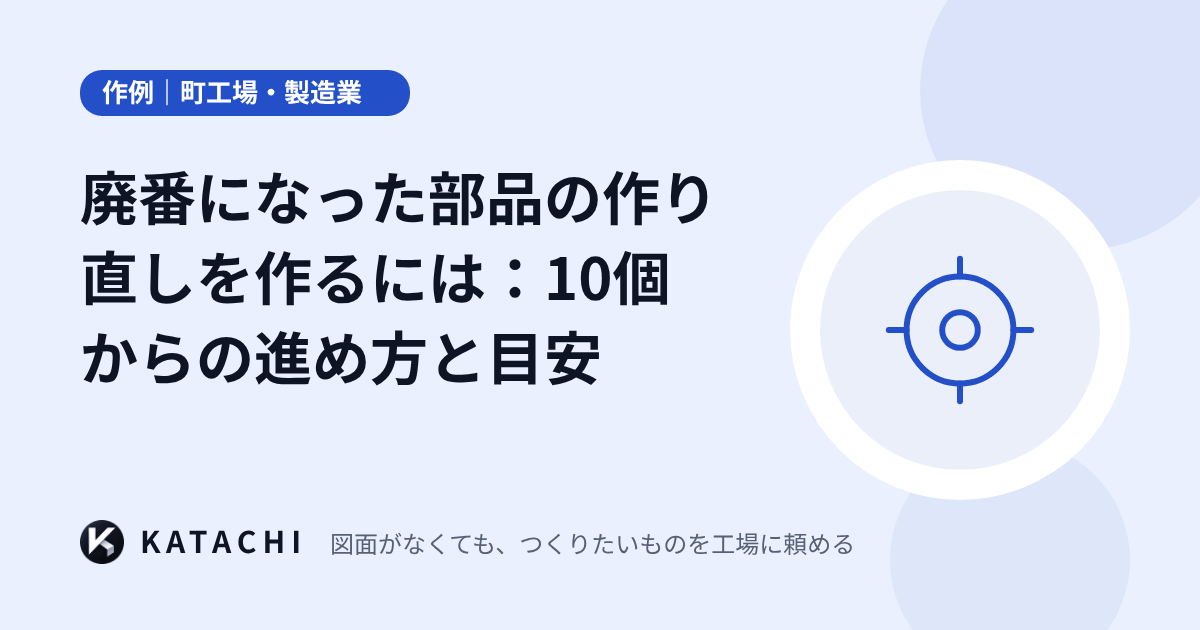 作例｜町工場・製造業
廃番になった部品の作り
直しを作るには：10個
からの進め方と目安
KATACHI 図面がなくても、つくりたいものを工場に頼める